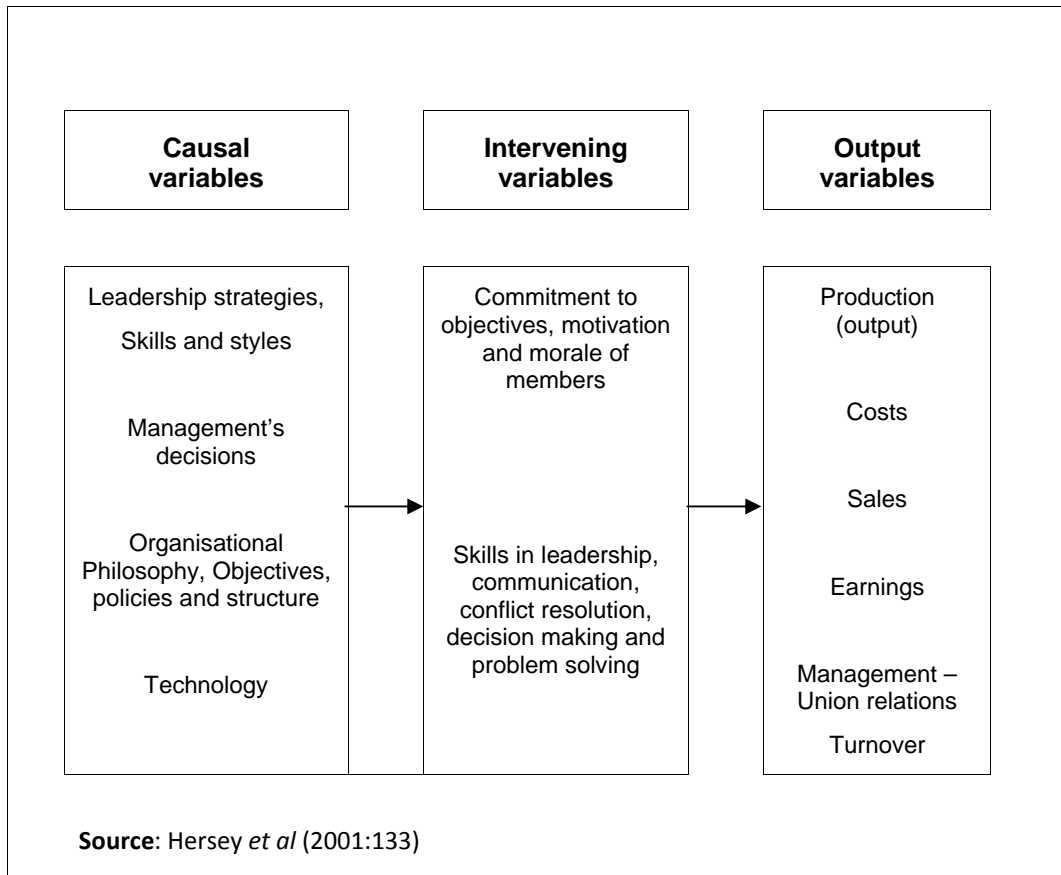 Causal
variables
Intervening
variables
Output
variables
Leadership strategies,
Skills and styles
Management’s
decisions
Organisational
Philosophy, Objectives,
policies and structure
Technology
Commitment to
objectives, motivation
and morale of
members
Skills in leadership,
communication,
conflict resolution,
decision making and
problem solving
Production
(output)
Costs
Sales
Earnings
Management –
Union relations
Turnover
Source: Hersey et al (2001:133)